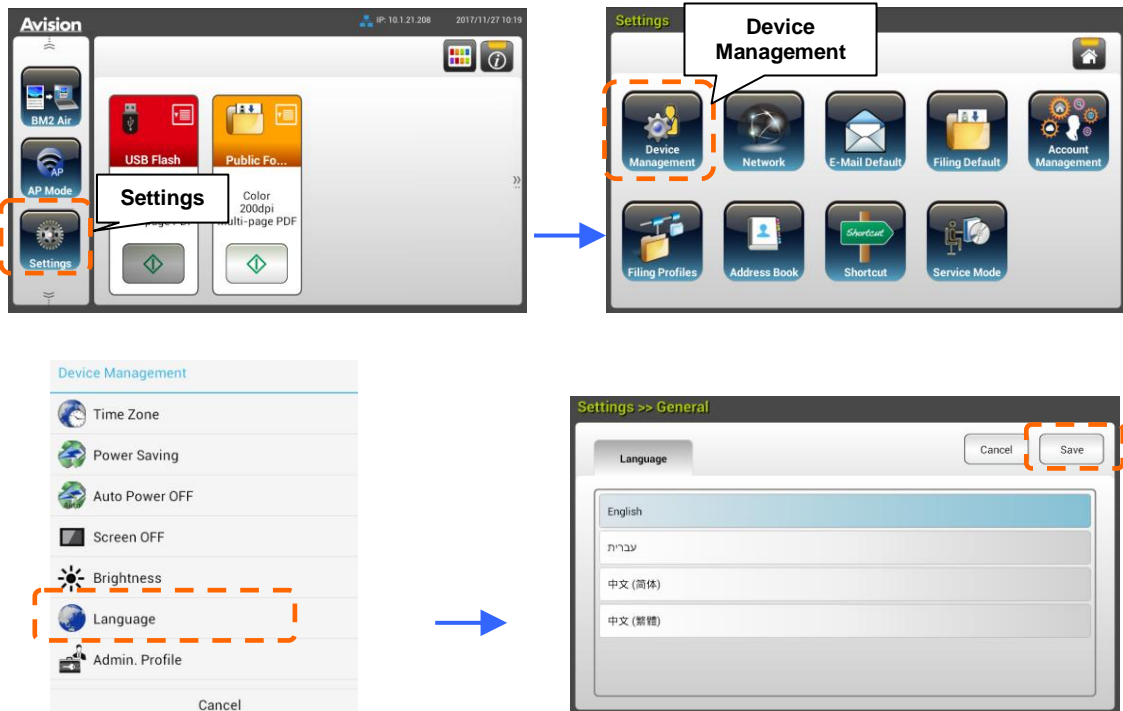 Avision
IP: 10.1.21.208
2017/11/27 10:19
BM2 Air
AP
AP Mode
Settings
USB Flash
Public Fo...
Settings
Color
200dpi
Multi-page PDF
Settings
Device
Management
Device
Management
Network
E-Mail Default
Filing Default
Account
Management
Filing Profiles
Address Book
Shortcut
Shortcut
Service Mode
Device Management
Time Zone
Power Saving
Auto Power OFF
Screen OFF
Brightness
Language
Admin. Profile
Cancel
Settings >> General
Language
Cancel
Save
English
עברית
中文 (简体)
中文 (繁體)